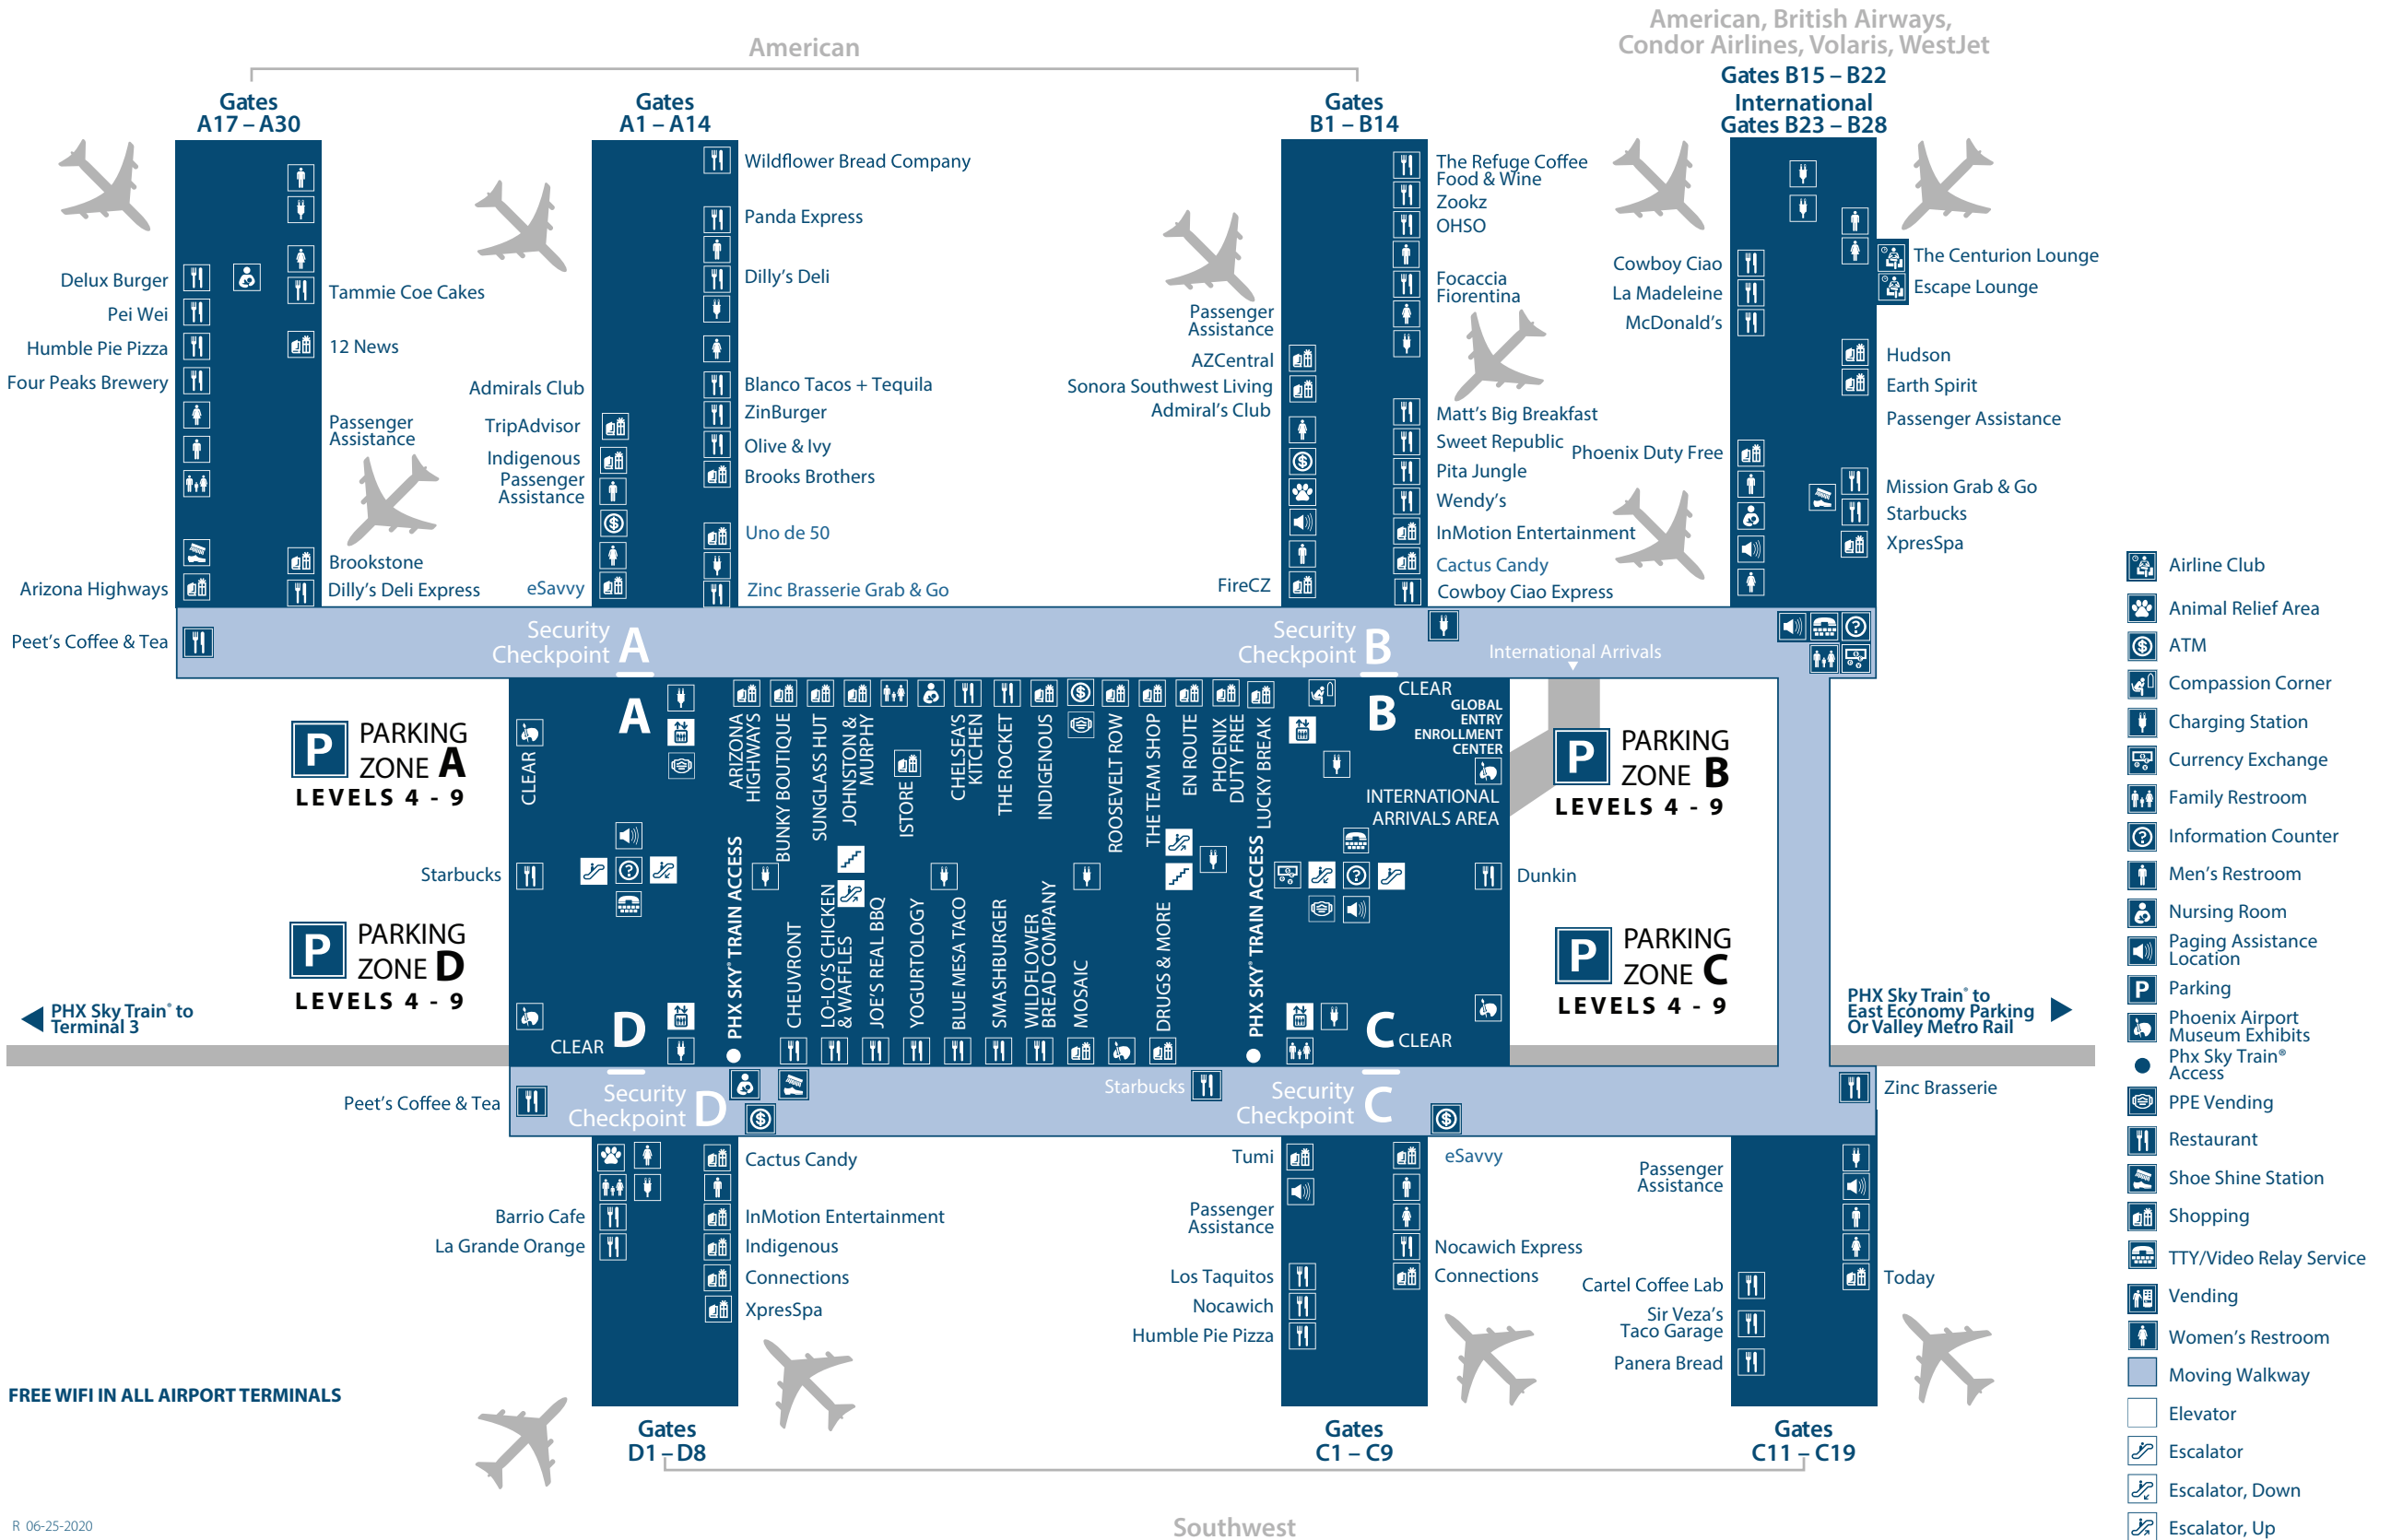 American
American, British Airways,
Condor Airlines, Volaris, WestJet
Gates B15 – B22
International
Gates B23 – B28
Gates
A17 – A30
Gates
A1 – A14
Gates
B1 – B14
Delux Burger
Pei Wei
Humble Pie Pizza
Four Peaks Brewery
Arizona Highways
Peet's Coffee & Tea
Tammie Coe Cakes
12 News
Passenger
Assistance
Brookstone
Dilly's Deli Express
Admirals Club
TripAdvisor
Indigenous
Passenger
Assistance
eSavvy
Wildflower Bread Company
Panda Express
Dilly's Deli
Blanco Tacos + Tequila
ZinBurger
Olive & Ivy
Brooks Brothers
Uno de 50
Zinc Brasserie Grab & Go
Passenger
Assistance
AZCentral
Sonora Southwest Living
Admiral's Club
FireCZ
The Refuge Coffee
Food & Wine
Zookz
OHSO
Focaccia
Fiorentina
Matt's Big Breakfast
Sweet Republic
Pita Jungle
Wendy's
InMotion Entertainment
Cactus Candy
Cowboy Ciao Express
Cowboy Ciao
La Madeleine
McDonald's
Phoenix Duty Free
The Centurion Lounge
Escape Lounge
Hudson
Earth Spirit
Passenger Assistance
Mission Grab & Go
Starbucks
XpresSpa
Security
Checkpoint A
Security
Checkpoint B
International Arrivals
A
CLEAR
B
CLEAR
GLOBAL
ENTRY
ENROLLMENT
CENTER
INTERNATIONAL
ARRIVALS AREA
ARIZONA
HIGHWAYS
BUNKY BOUTIQUE
SUNGLASS HUT
JOHNSTON &
MURPHY
ISTORE
CHELSEA'S
KITCHEN
THE ROCKET
INDIGENOUS
ROOSEVELT ROW
THE TEAM SHOP
EN ROUTE
PHOENIX
DUTY FREE
LUCKY BREAK
P
PARKING
ZONE A
LEVELS 4 - 9
P
PARKING
ZONE B
LEVELS 4 - 9
Starbucks
Dunkin
PHX SKY® TRAIN ACCESS
CHEUVRONT
LO-LO'S CHICKEN
& WAFFLES
JOE'S REAL BBQ
YOGURTOLOGY
BLUE MESA TACO
SMASHBURGER
WILDFLOWER
BREAD COMPANY
MOSAIC
DRUGS & MORE
PHX SKY® TRAIN ACCESS
P
PARKING
ZONE D
LEVELS 4 - 9
P
PARKING
ZONE C
LEVELS 4 - 9
PHX Sky Train® to
Terminal 3
PHX Sky Train® to
East Economy Parking
Or Valley Metro Rail
CLEAR D
C CLEAR
Peet's Coffee & Tea
Security
Checkpoint D
Starbucks
Security
Checkpoint C
Zinc Brasserie
Barrio Cafe
La Grande Orange
Cactus Candy
InMotion Entertainment
Indigenous
Connections
XpresSpa
Tumi
Passenger
Assistance
Los Taquitos
Nocawich
Humble Pie Pizza
eSavvy
Nocawich Express
Connections
Passenger
Assistance
Cartel Coffee Lab
Sir Veza's
Taco Garage
Panera Bread
Today
Gates
D1 – D8
Gates
C1 – C9
Gates
C11 – C19
Southwest
FREE WIFI IN ALL AIRPORT TERMINALS
R 06-25-2020
Airline Club
Animal Relief Area
ATM
Compassion Corner
Charging Station
Currency Exchange
Family Restroom
Information Counter
Men's Restroom
Nursing Room
Paging Assistance
Location
P
Parking
Phoenix Airport
Museum Exhibits
Phx Sky Train®
Access
PPE Vending
Restaurant
Shoe Shine Station
Shopping
TTY/Video Relay Service
Vending
Women's Restroom
Moving Walkway
Elevator
Escalator
Escalator, Down
Escalator, Up